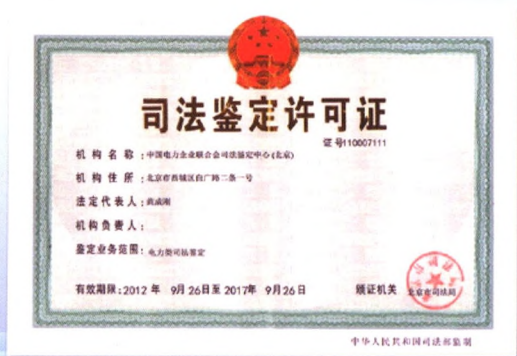 司法鉴定许可证
证号110007111
机构名称：中国电力企业联合会司法鉴定中心(北京)
机构住所：北京市西城区白广路二条一号
法定代表人：
机构负责人：
鉴定业务范围：电力类司法鉴定
有效期限：2012年 9月26日至2017年 9月26日 颁证机关
北京市司法局
中华人民共和国司法部监制